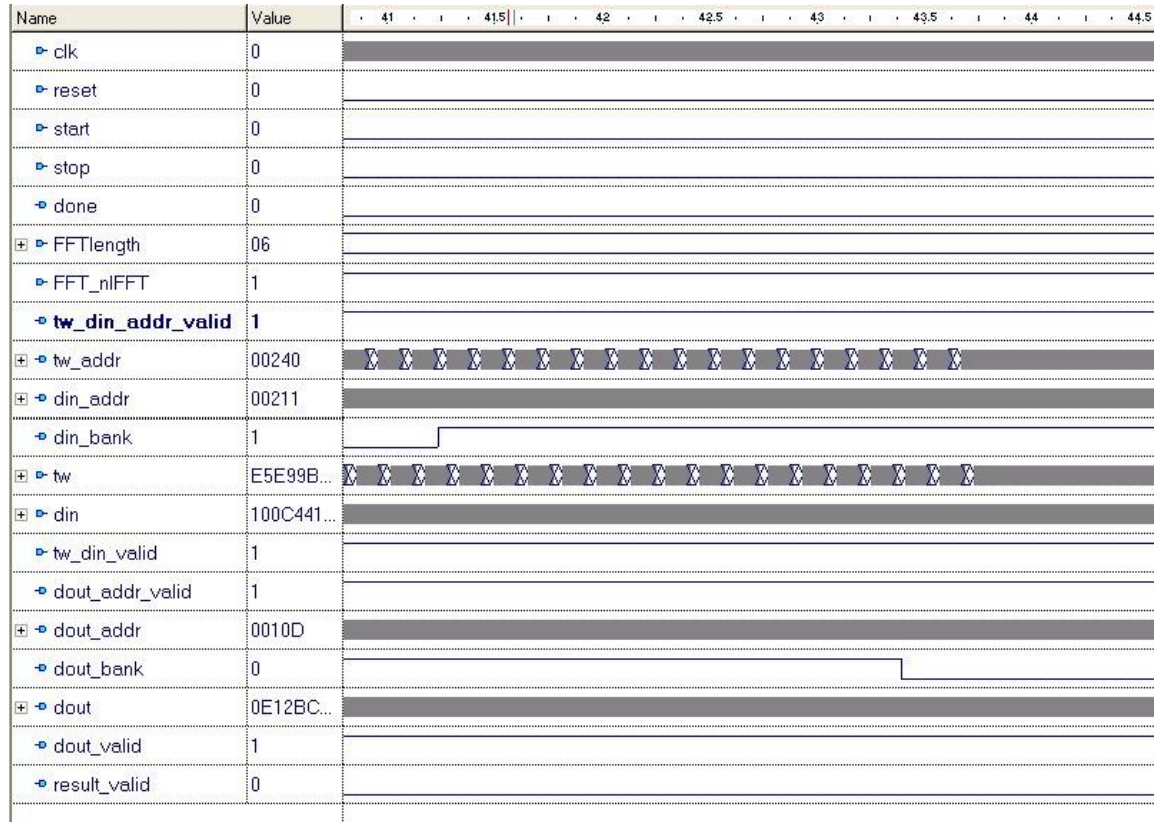 Name Value 41 41.5 42 42.5 43 43.5 44 44.5
clk 0
reset 0
start 0
stop 0
done 0
FFTlength 06
FFT_nIFFT 1
tw_din_addr_valid 1
tw_addr 00240
din_addr 00211
din_bank 1
tw E5E99B...
din 100C441...
tw_din_valid 1
dout_addr_valid 1
dout_addr 0010D
dout_bank 0
dout 0E12BC...
dout_valid 1
result_valid 0